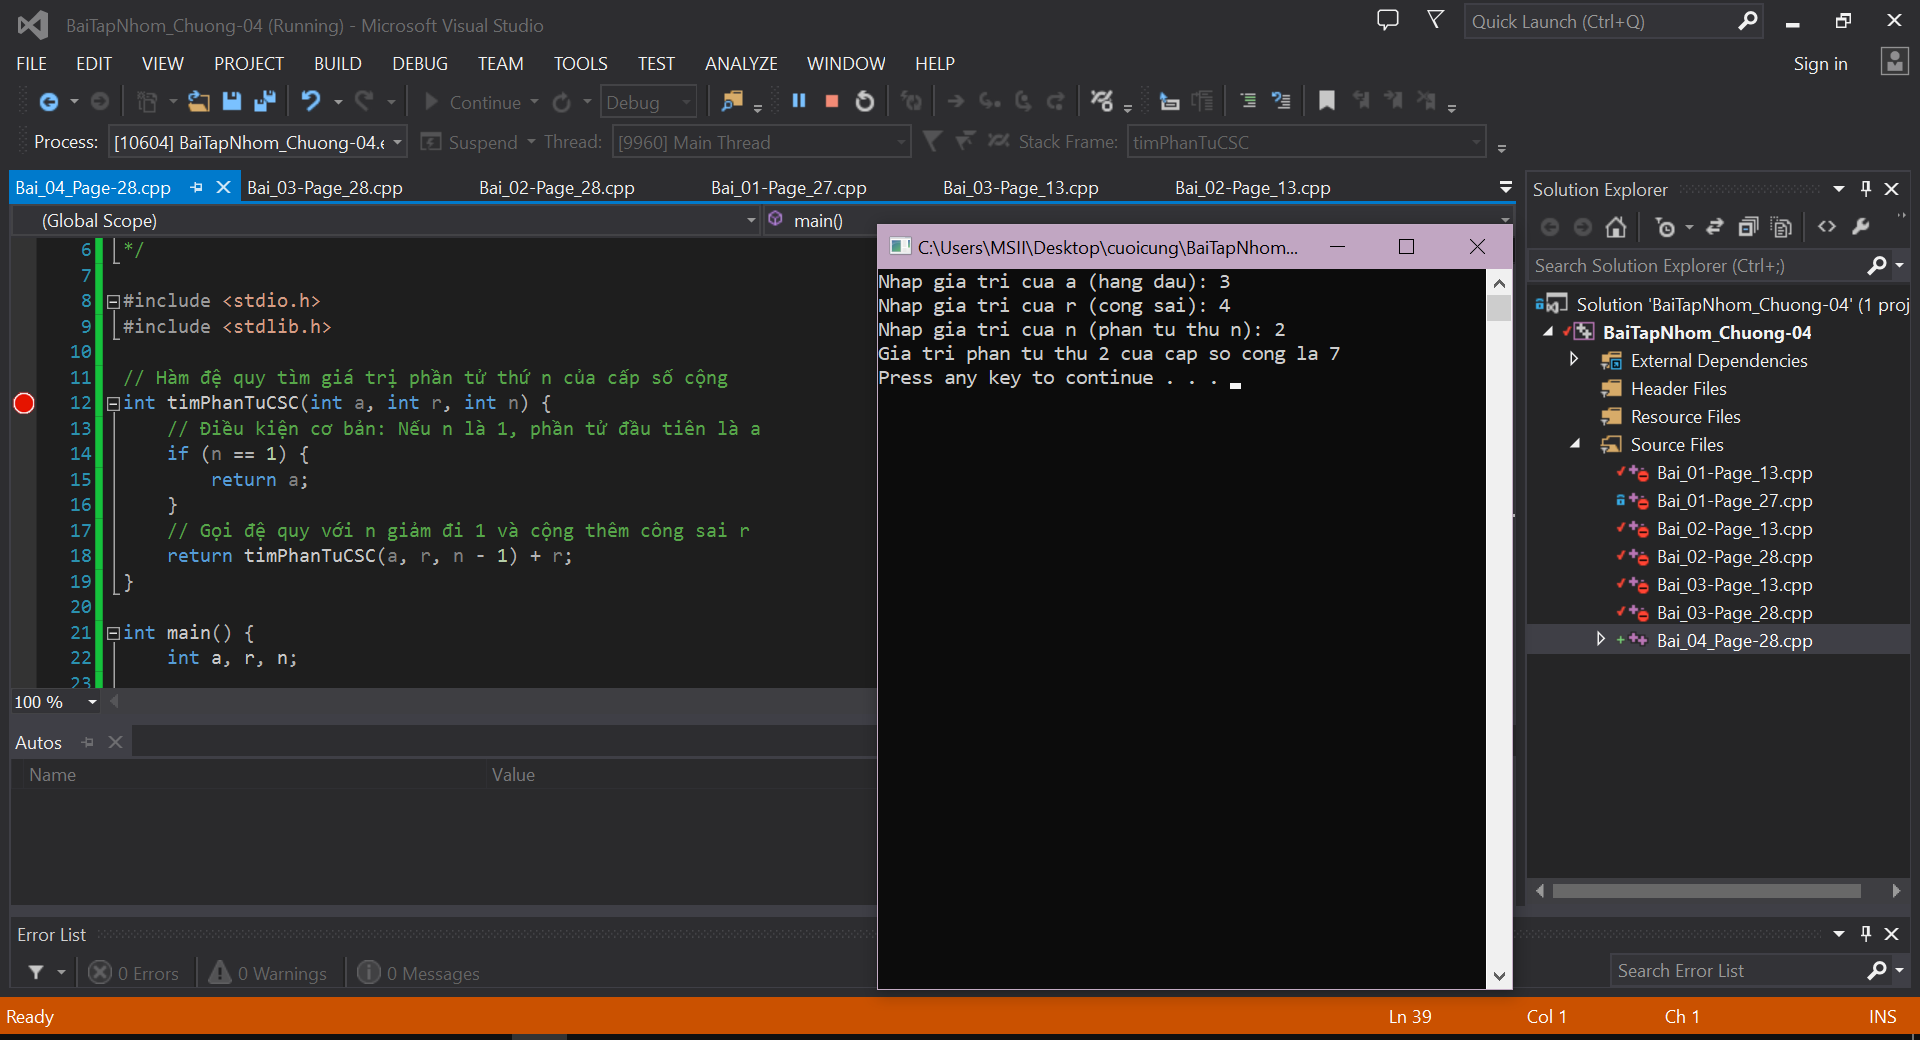 BaiTapNhom_Chuong-04 (Running) - Microsoft Visual Studio
Quick Launch (Ctrl+Q)
FILE EDIT VIEW PROJECT BUILD DEBUG TEAM TOOLS TEST ANALYZE WINDOW HELP
Sign in
Continue Debug
Process: [10604] BaiTapNhom_Chuong-04.e Suspend Thread: [9960] Main Thread Stack Frame: timPhanTuCSC
Bai_04_Page-28.cpp Bai_03-Page_28.cpp Bai_02-Page_28.cpp Bai_01-Page_27.cpp Bai_03-Page_13.cpp Bai_02-Page_13.cpp
(Global Scope) main()
6 */
7
8 #include <stdio.h>
9 #include <stdlib.h>
10
11 // Hàm đệ quy tìm giá trị phần tử thứ n của cấp số cộng
12 int timPhanTuCSC(int a, int r, int n) {
13 // Điều kiện cơ bản: Nếu n là 1, phần tử đầu tiên là a
14 if (n == 1) {
15 return a;
16 }
17 // Gọi đệ quy với n giảm đi 1 và cộng thêm công sai r
18 return timPhanTuCSC(a, r, n - 1) + r;
19 }
20
21 int main() {
22 int a, r, n;
23
100 %
C:\Users\MSII\Desktop\cuoicung\BaiTapNhom...
Nhap gia tri cua a (hang dau): 3
Nhap gia tri cua r (cong sai): 4
Nhap gia tri cua n (phan tu thu n): 2
Gia tri phan tu thu 2 cua cap so cong la 7
Press any key to continue . . .
Solution Explorer
Search Solution Explorer (Ctrl+;)
Solution 'BaiTapNhom_Chuong-04' (1 proj
BaiTapNhom_Chuong-04
External Dependencies
Header Files
Resource Files
Source Files
Bai_01-Page_13.cpp
Bai_01-Page_27.cpp
Bai_02-Page_13.cpp
Bai_02-Page_28.cpp
Bai_03-Page_13.cpp
Bai_03-Page_28.cpp
Bai_04_Page-28.cpp
Autos
Name Value
Error List
0 Errors 0 Warnings 0 Messages
Search Error List
Ready Ln 39 Col 1 Ch 1 INS